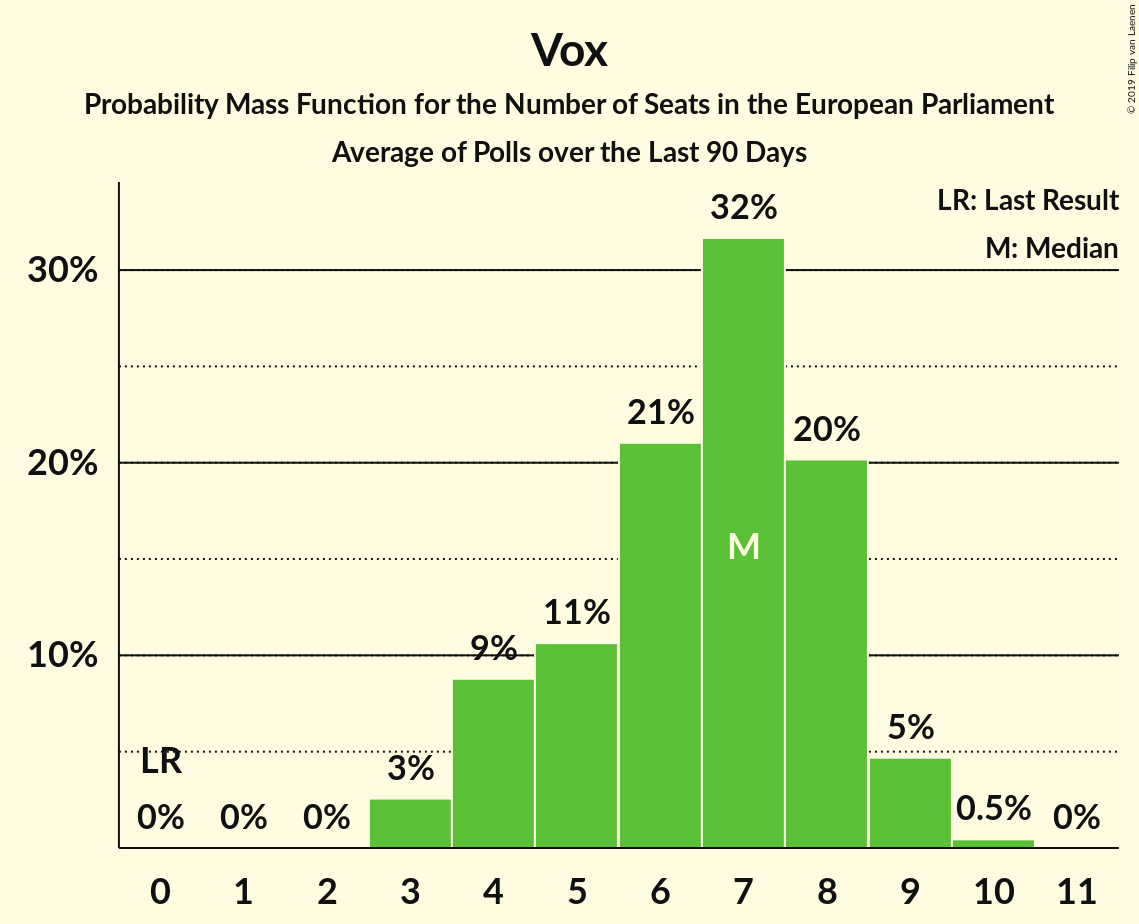 © 2019 Filip van Laenen
Vox
Probability Mass Function for the Number of Seats in the European Parliament
Average of Polls over the Last 90 Days
LR: Last Result
M: Median
30%
20%
10%
LR
0%
0%
0%
3%
9%
11%
21%
32%
M
20%
5%
0.5%
0%
0 1 2 3 4 5 6 7 8 9 10 11